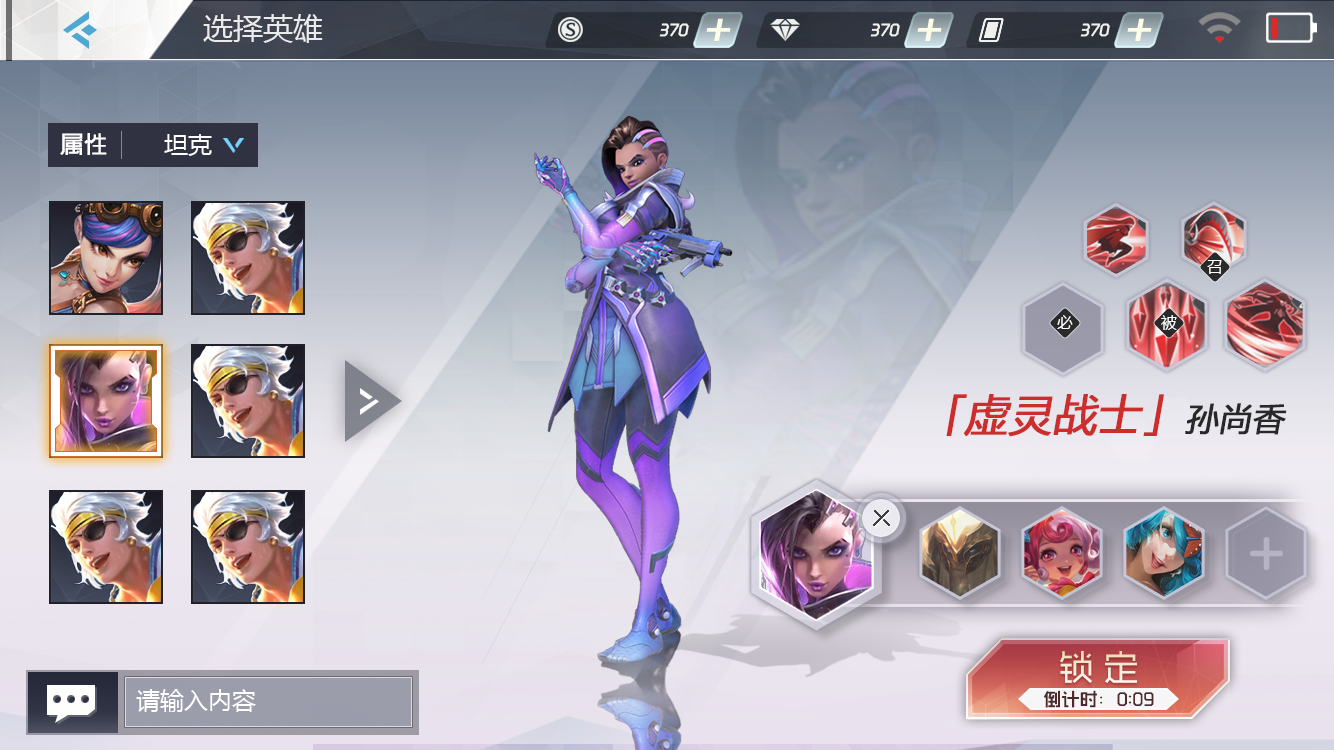 选择英雄
370
370
370
属性 坦克
召
必
被
「虚灵战士」 孙尚香
锁定
倒计时: 0:09
请输入内容